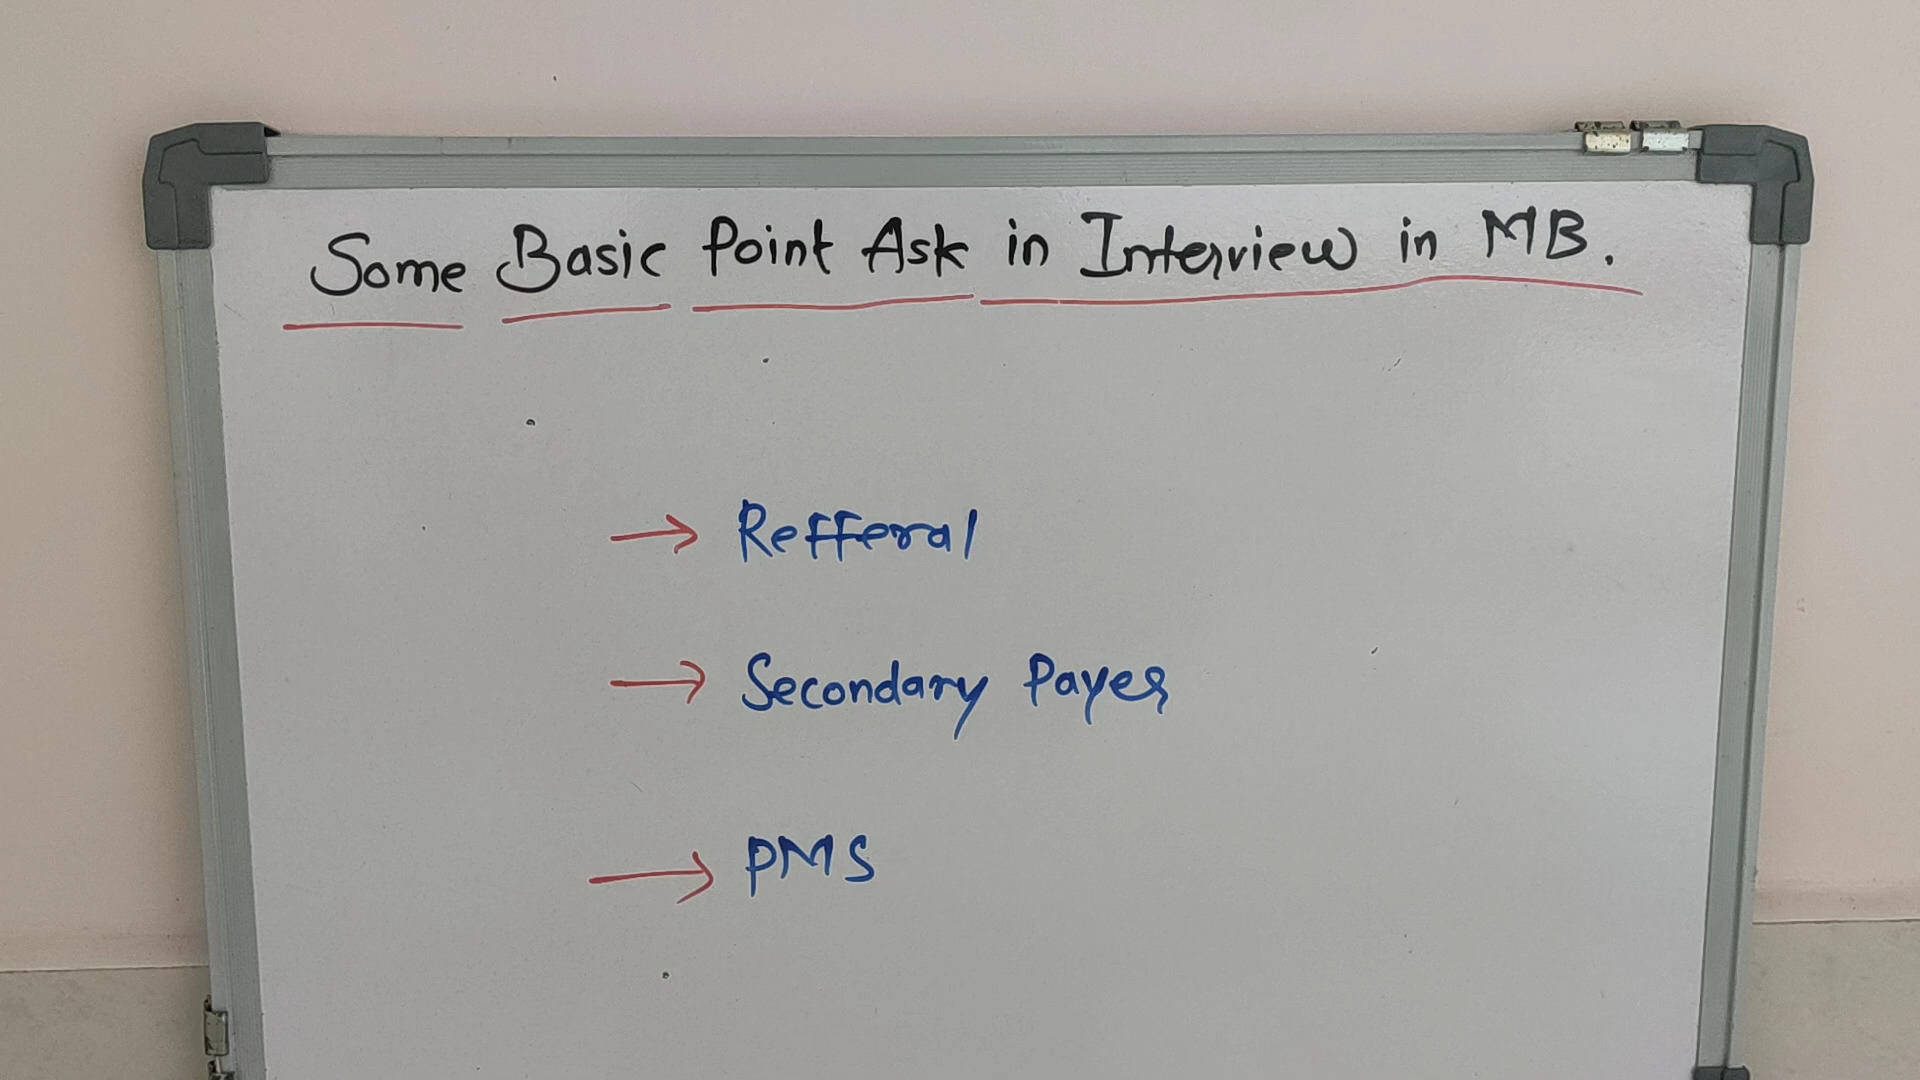 Some Basic Point Ask in Interview in MB.
→ Refferal
→ Secondary Payer
→ PMS